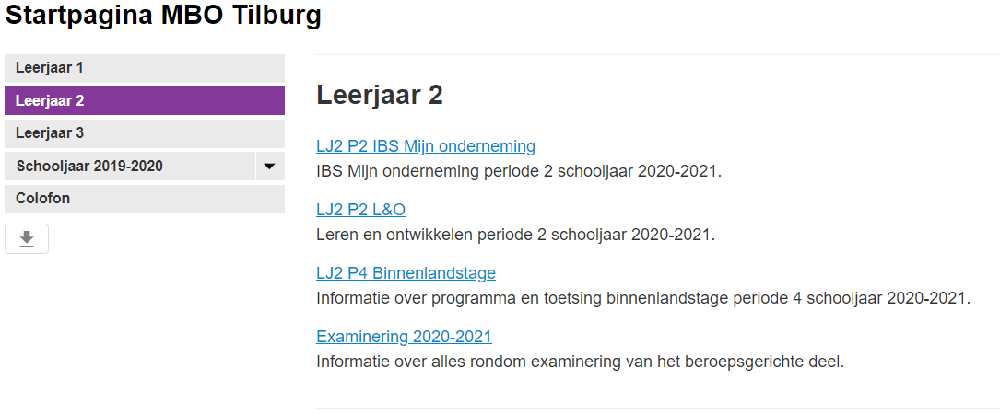 Startpagina MBO Tilburg
Leerjaar 1
Leerjaar 2
Leerjaar 3
Schooljaar 2019-2020
Colofon
Leerjaar 2
LJ2 P2 IBS Mijn onderneming
IBS Mijn onderneming periode 2 schooljaar 2020-2021.
LJ2 P2 L&O
Leren en ontwikkelen periode 2 schooljaar 2020-2021.
LJ2 P4 Binnenlandstage
Informatie over programma en toetsing binnenlandstage periode 4 schooljaar 2020-2021.
Examinering 2020-2021
Informatie over alles rondom examinering van het beroepsgerichte deel.